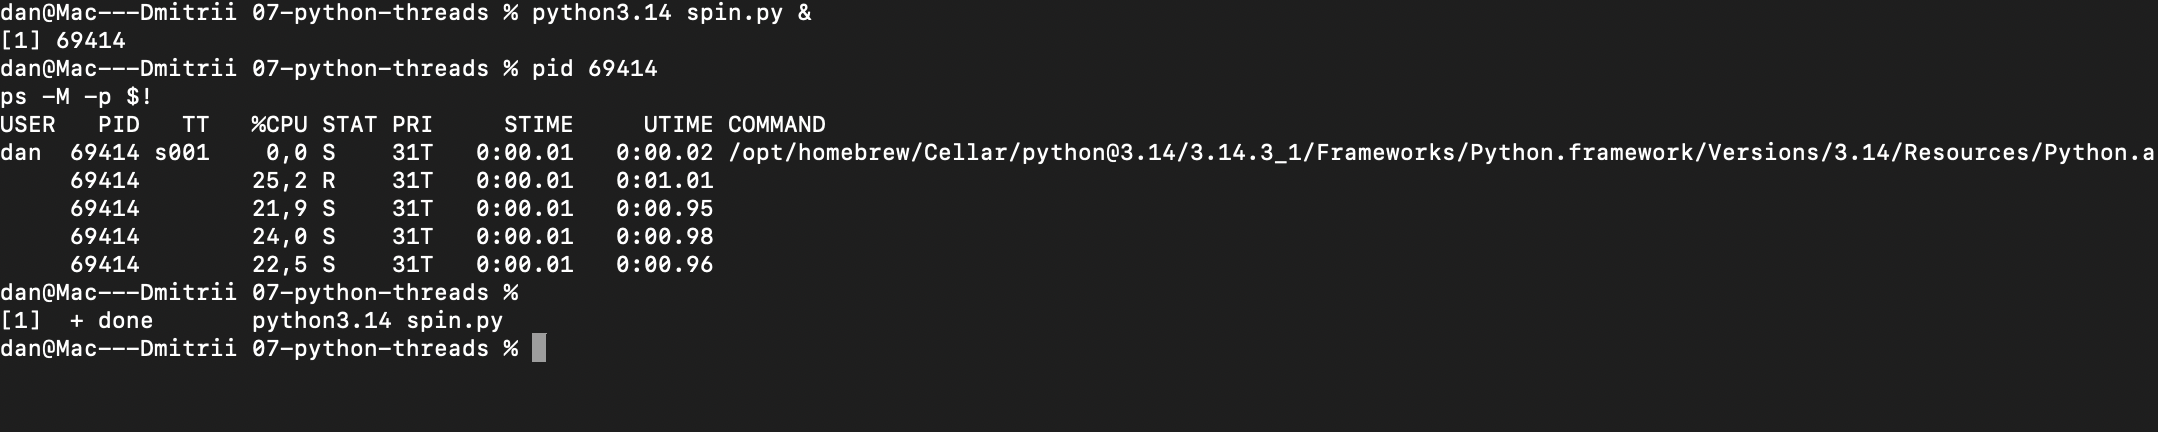 dan@Mac---Dmitrii 07-python-threads % python3.14 spin.py &
[1] 69414
dan@Mac---Dmitrii 07-python-threads % pid 69414
ps -M -p $!
USER   PID   TT   %CPU STAT PRI     STIME     UTIME COMMAND
dan  69414 s001    0,0 S    31T   0:00.01   0:00.02 /opt/homebrew/Cellar/python@3.14/3.14.3_1/Frameworks/Python.framework/Versions/3.14/Resources/Python.a
     69414        25,2 R    31T   0:00.01   0:01.01
     69414        21,9 S    31T   0:00.01   0:00.95
     69414        24,0 S    31T   0:00.01   0:00.98
     69414        22,5 S    31T   0:00.01   0:00.96
dan@Mac---Dmitrii 07-python-threads %
[1]  + done       python3.14 spin.py
dan@Mac---Dmitrii 07-python-threads %